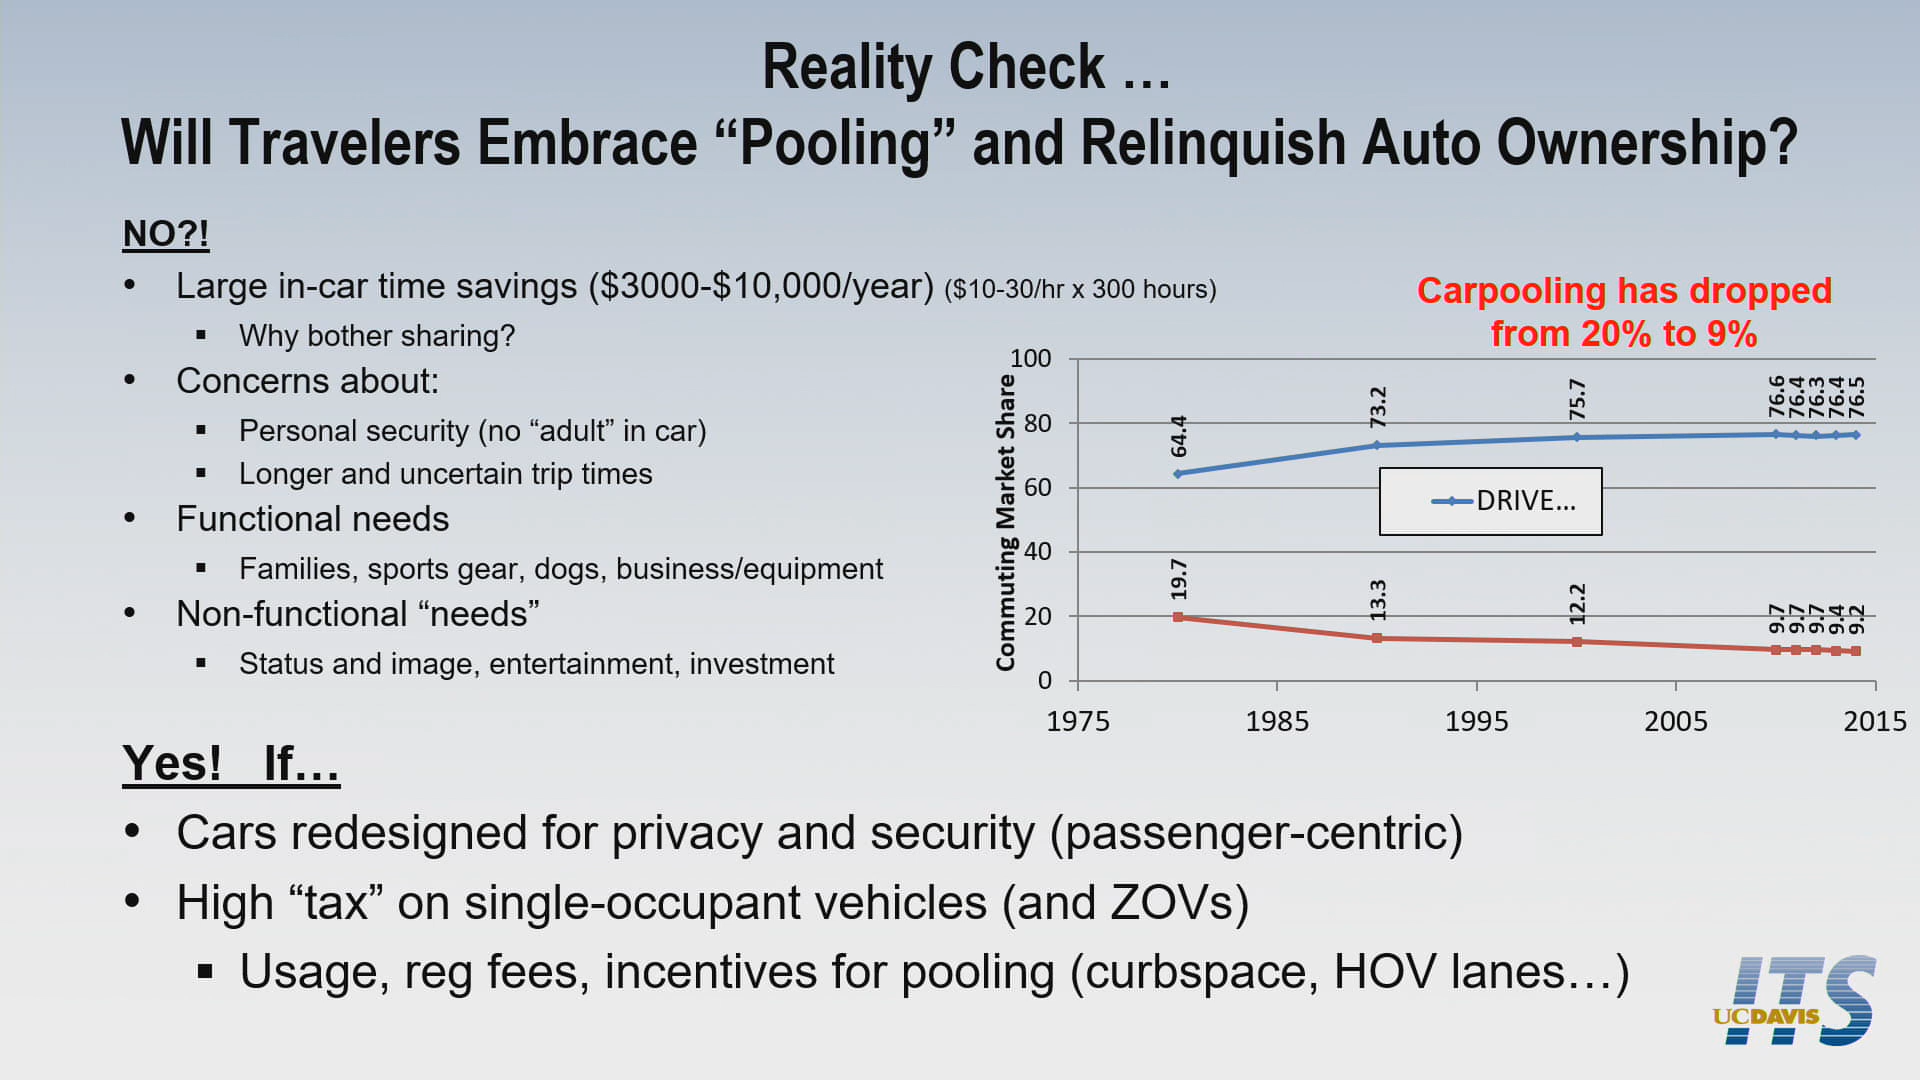 Reality Check …
Will Travelers Embrace “Pooling” and Relinquish Auto Ownership?
NO?!
• Large in-car time savings ($3000-$10,000/year) ($10-30/hr x 300 hours)
▪ Why bother sharing?
• Concerns about:
▪ Personal security (no “adult” in car)
▪ Longer and uncertain trip times
• Functional needs
▪ Families, sports gear, dogs, business/equipment
• Non-functional “needs”
▪ Status and image, entertainment, investment
Carpooling has dropped
from 20% to 9%
Commuting Market Share
100
80
60
40
20
0
64.4
73.2
75.7
76.6
76.4
76.3
76.4
76.5
DRIVE...
19.7
13.3
12.2
9.7
9.7
9.7
9.4
9.2
1975
1985
1995
2005
2015
Yes! If…
• Cars redesigned for privacy and security (passenger-centric)
• High “tax” on single-occupant vehicles (and ZOVs)
▪ Usage, reg fees, incentives for pooling (curbspace, HOV lanes…)
ITS
UCDAVIS